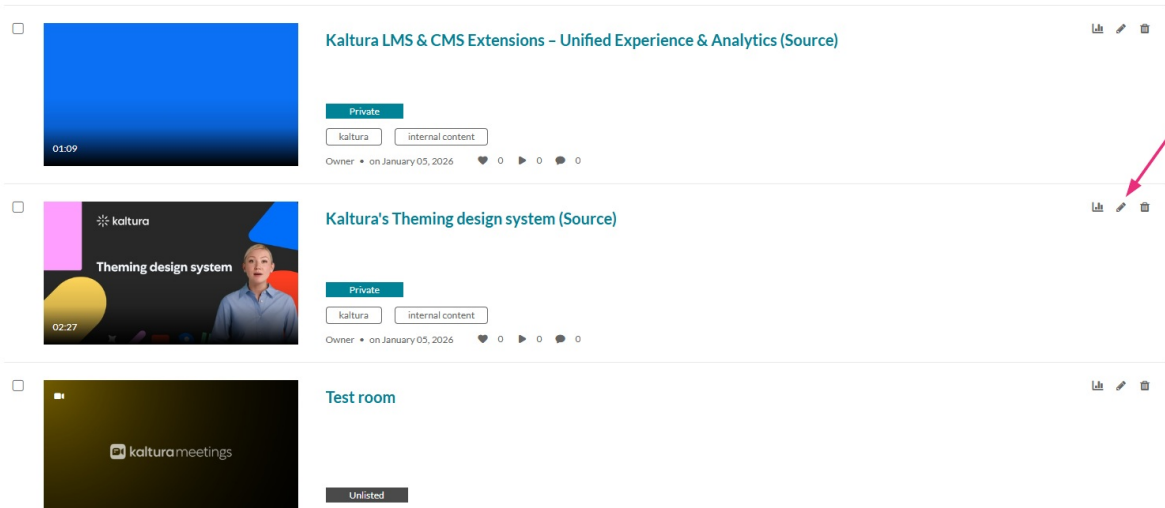 Kaltura LMS & CMS Extensions – Unified Experience & Analytics (Source)
Private
kaltura internal content
01:09
Owner • on January 05, 2026 0 0 0
kaltura
Theming design system
02:27
Kaltura's Theming design system (Source)
Private
kaltura internal content
Owner • on January 05, 2026 0 0 0
kaltura meetings
Test room
Unlisted